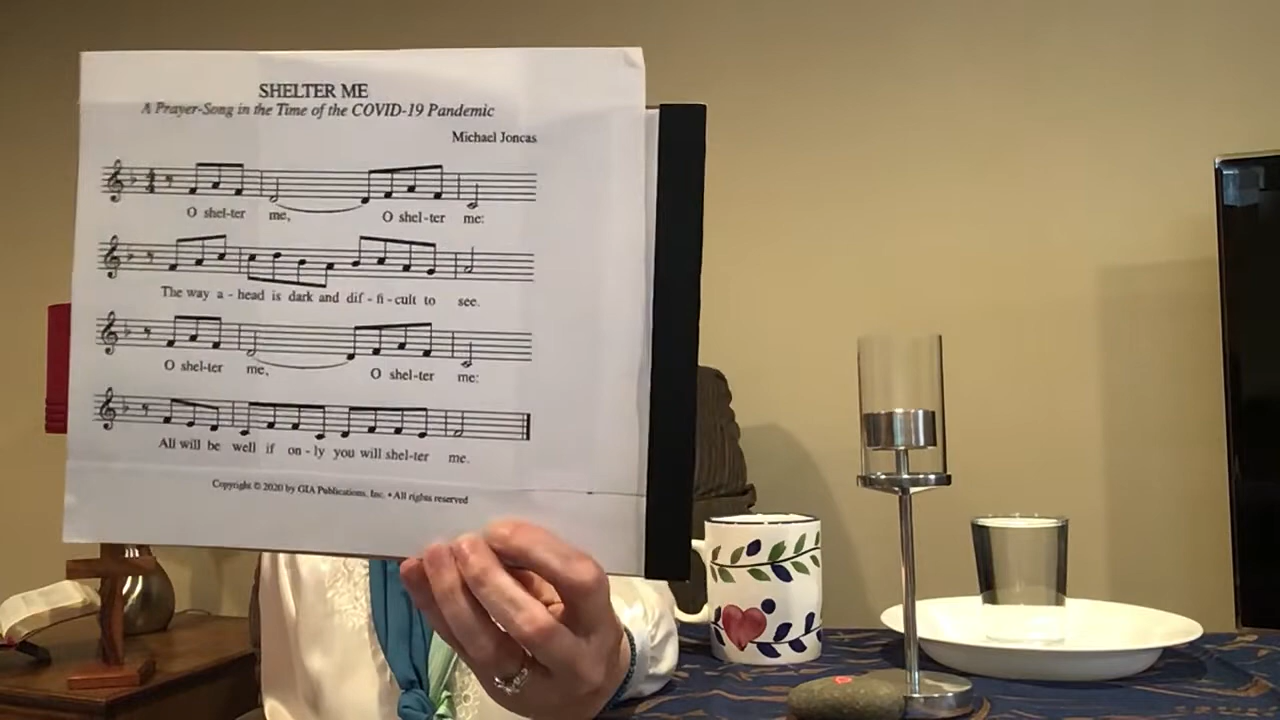 SHELTER ME
A Prayer-Song in the Time of the COVID-19 Pandemic
Michael Joncas
O shel-ter me, O shel-ter me:
The way a - head is dark and dif - fi - cult to see.
O shel-ter me, O shel-ter me:
All will be well if on - ly you will shel-ter me.
Copyright © 2020 by GIA Publications, Inc. • All rights reserved